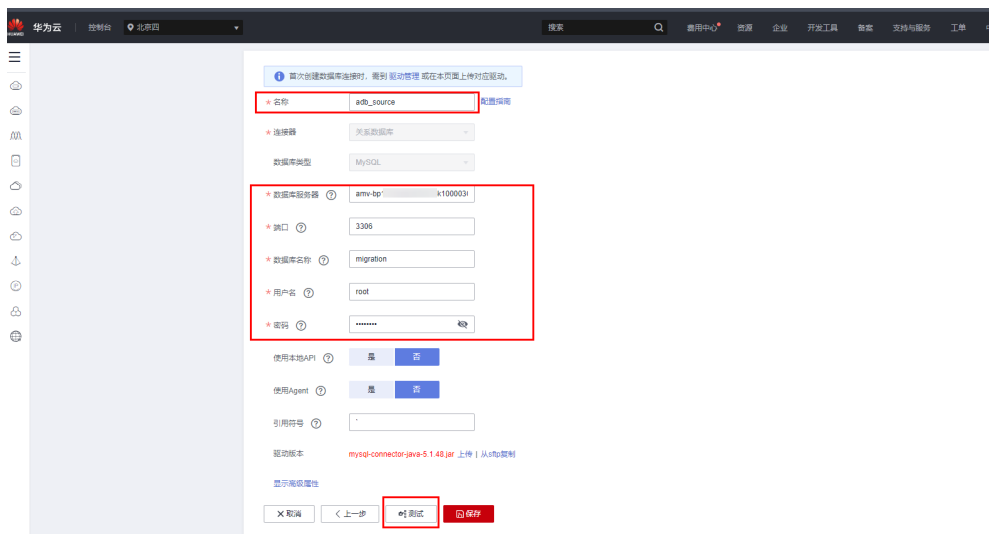 HUAWEI 华为云 控制台 北京四 搜索 费用中心 资源 企业 开发工具 备案 支持与服务 工单
首次创建数据库连接时，需到 驱动管理 或在本页面上传对应驱动。
* 名称 adb_source 配置指南
* 连接器 关系数据库
数据库类型 MySQL
* 数据库服务器 ? amv-bp1 k100003
* 端口 ? 3306
* 数据库名称 ? migration
* 用户名 ? root
* 密码 ? ••••••••
使用本地API ? 是 否
使用Agent ? 是 否
引用符号 ? `
驱动版本 mysql-connector-java-5.1.48.jar 上传 | 从sftp复制
显示高级属性
取消 上一步 测试 保存